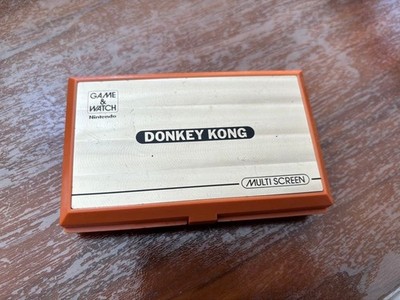 GAME
&
WATCH
Nintendo
DONKEY KONG
MULTI SCREEN